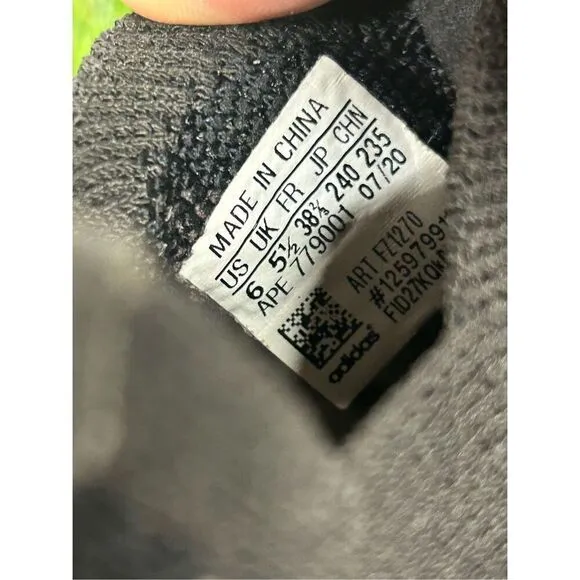 MADE IN CHINA
US UK FR JP CHN
6 5½ 38⅔ 240 235
APE 779001 07/20
ART FZ1270
adidas